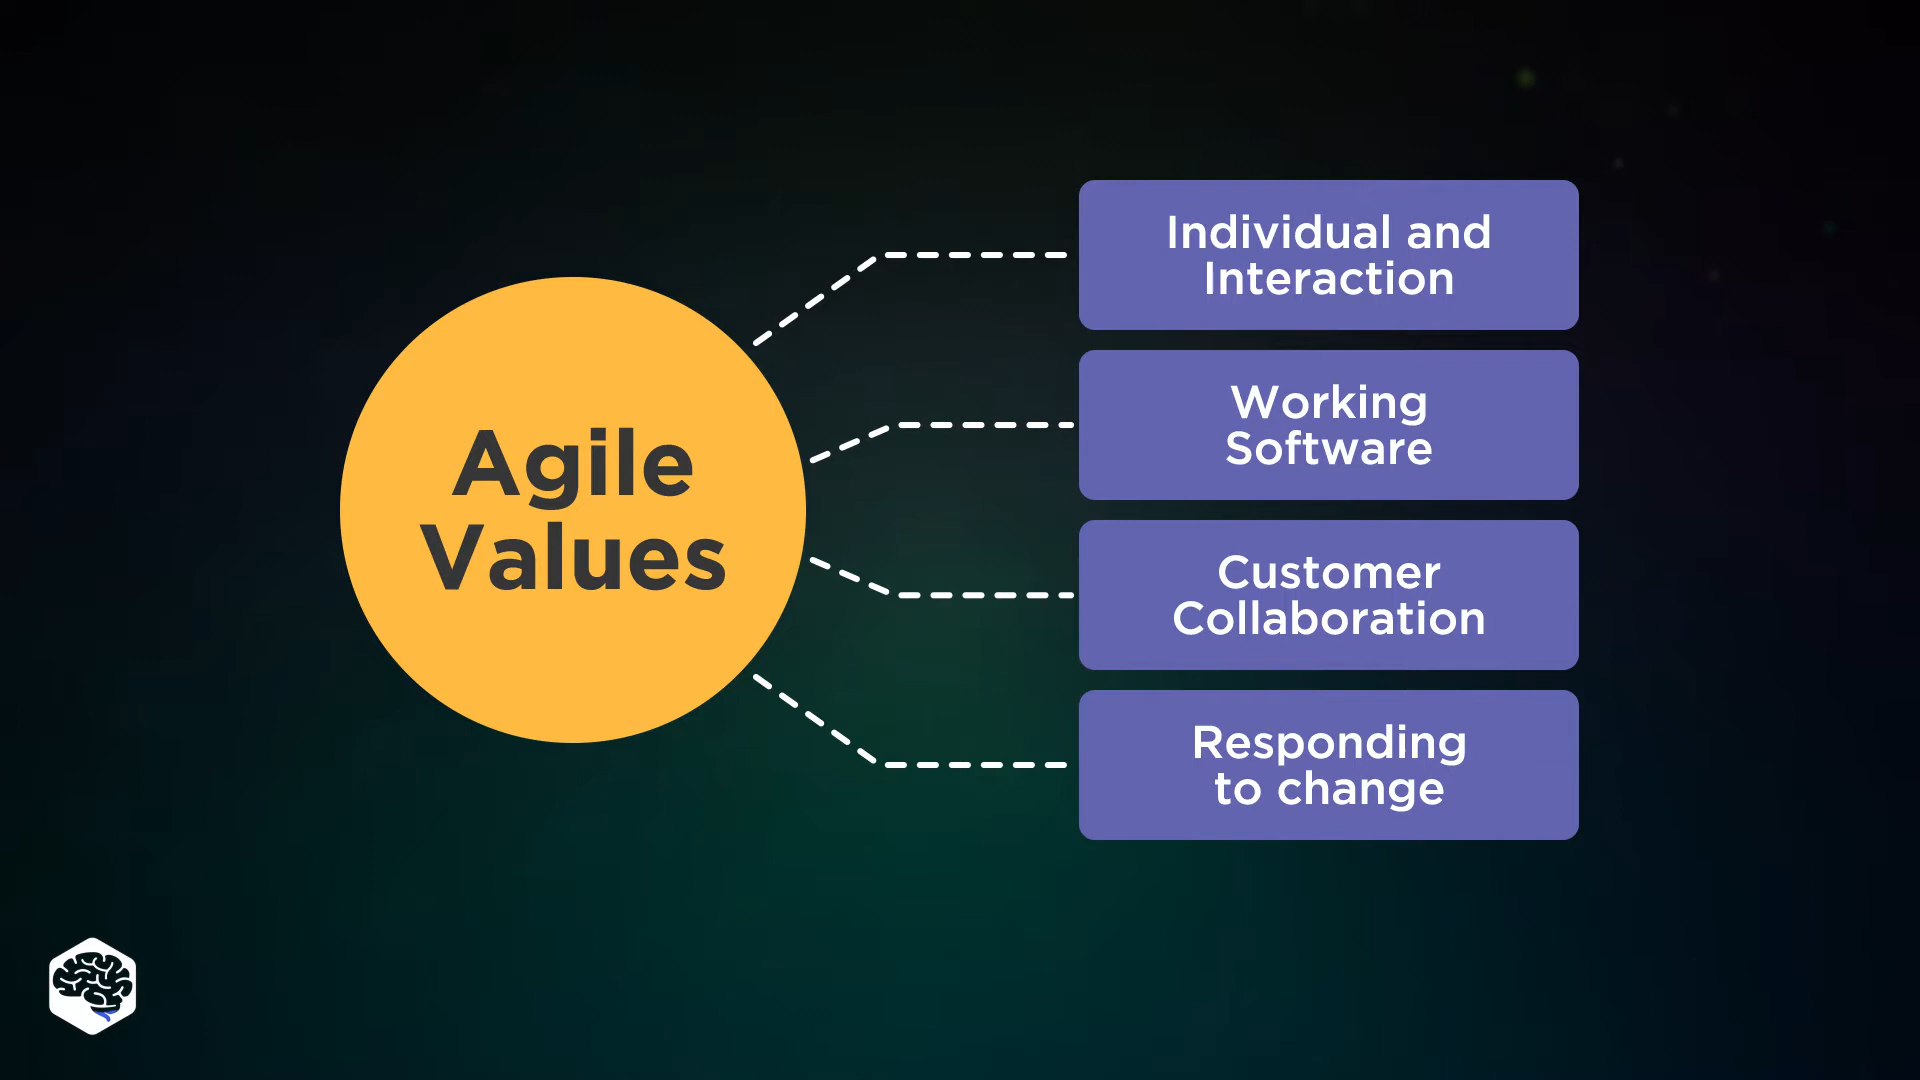 Agile
Values
Individual and
Interaction
Working
Software
Customer
Collaboration
Responding
to change